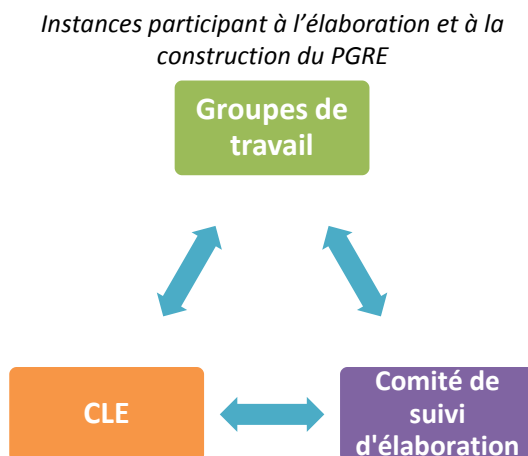 Instances participant à l’élaboration et à la
construction du PGRE
Groupes de
travail
CLE
Comité de
suivi
d'élaboration